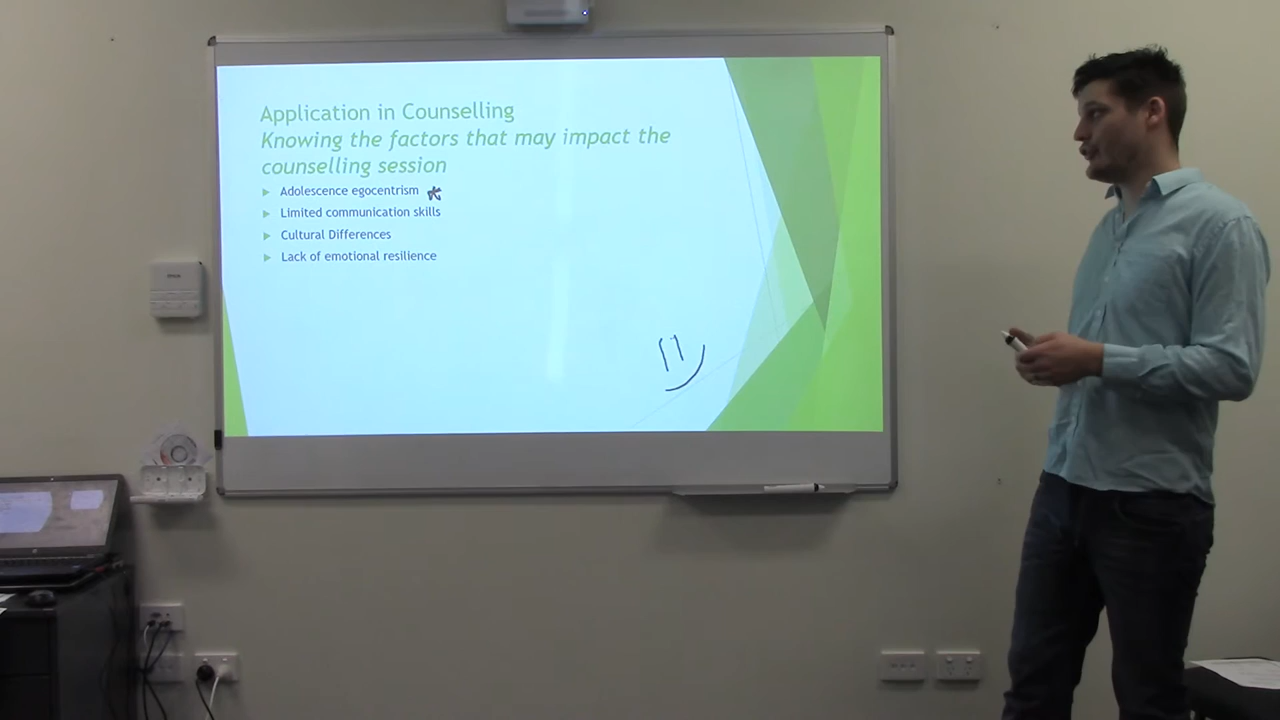 Application in Counselling
Knowing the factors that may impact the
counselling session
Adolescence egocentrism
Limited communication skills
Cultural Differences
Lack of emotional resilience